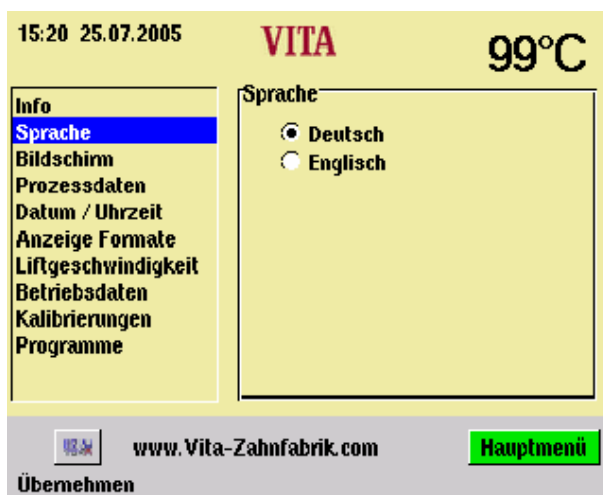 15:20 25.07.2005
VITA
99°C
Info
Sprache
Bildschirm
Prozessdaten
Datum / Uhrzeit
Anzeige Formate
Liftgeschwindigkeit
Betriebsdaten
Kalibrierungen
Programme
Sprache
Deutsch
Englisch
www.Vita-Zahnfabrik.com
Hauptmenü
Übernehmen